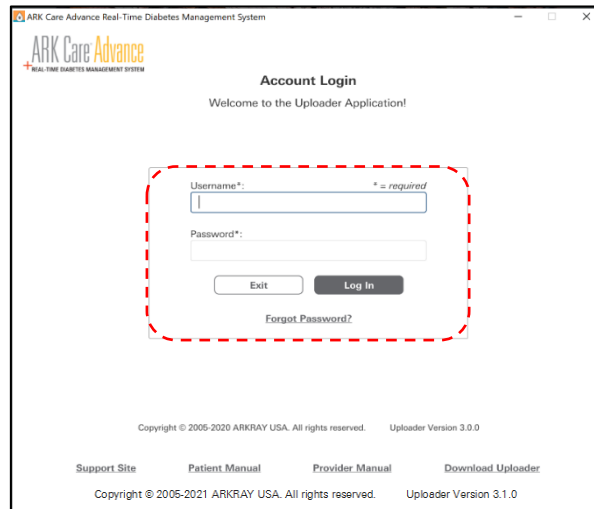 ARK Care Advance Real-Time Diabetes Management System
ARK Care® Advance
REAL-TIME DIABETES MANAGEMENT SYSTEM
Account Login
Welcome to the Uploader Application!
Username*: * = required
Password*:
Exit Log In
Forgot Password?
Copyright © 2005-2020 ARKRAY USA. All rights reserved. Uploader Version 3.0.0
Support Site Patient Manual Provider Manual Download Uploader
Copyright © 2005-2021 ARKRAY USA. All rights reserved. Uploader Version 3.1.0